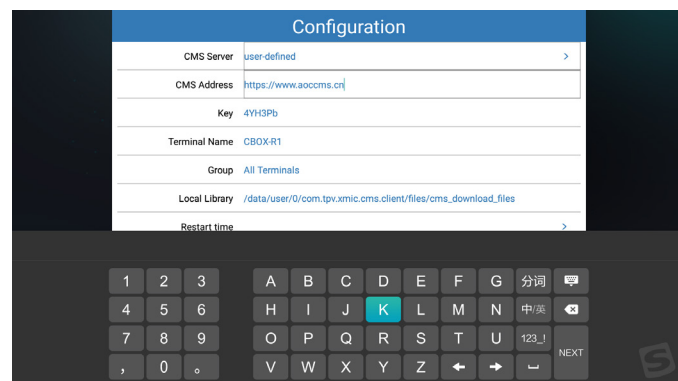 Configuration
CMS Server user-defined >
CMS Address https://www.aoccms.cn
Key 4YH3Pb
Terminal Name CBOX-R1
Group All Terminals
Local Library /data/user/0/com.tpv.xmic.cms.client/files/cms_download_files
Restart time >
1 2 3 A B C D E F G 分词
4 5 6 H I J K L M N 中/英
7 8 9 O P Q R S T U 123_!
, 0 。 V W X Y Z NEXT
S